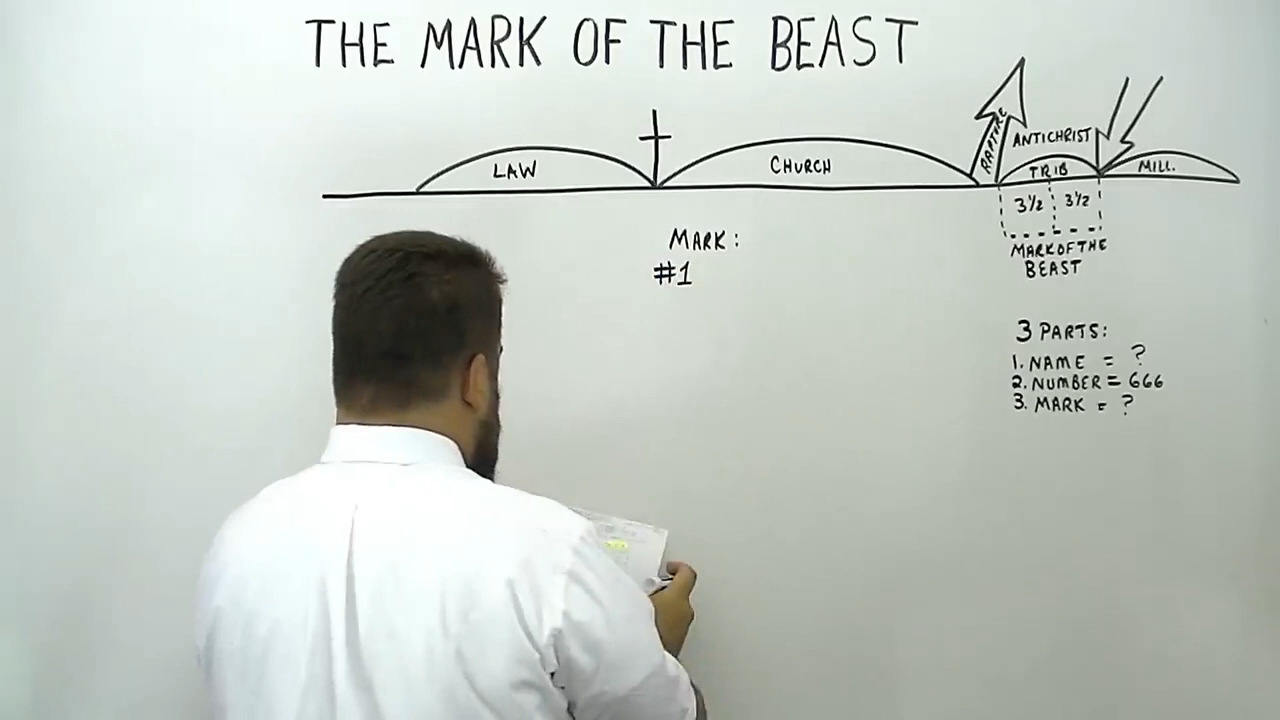 THE MARK OF THE BEAST
LAW
CHURCH
RAPTURE
ANTICHRIST
TRIB
MILL.
3½ 3½
MARK OF THE
BEAST
MARK:
#1
3 PARTS:
1. NAME = ?
2. NUMBER = 666
3. MARK = ?